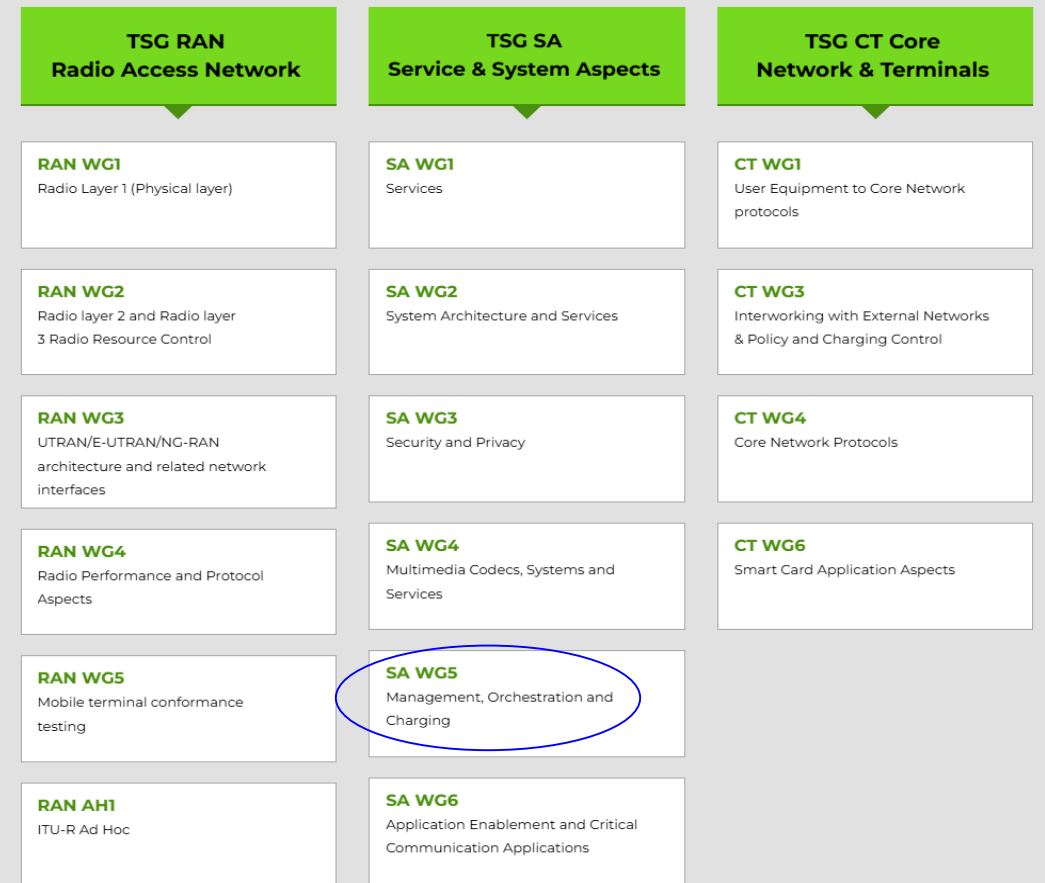 TSG RAN
Radio Access Network
RAN WG1
Radio Layer 1 (Physical layer)
RAN WG2
Radio layer 2 and Radio layer
3 Radio Resource Control
RAN WG3
UTRAN/E-UTRAN/NG-RAN
architecture and related network
interfaces
RAN WG4
Radio Performance and Protocol
Aspects
RAN WG5
Mobile terminal conformance
testing
RAN AH1
ITU-R Ad Hoc
TSG SA
Service & System Aspects
SA WG1
Services
SA WG2
System Architecture and Services
SA WG3
Security and Privacy
SA WG4
Multimedia Codecs, Systems and
Services
SA WG5
Management, Orchestration and
Charging
SA WG6
Application Enablement and Critical
Communication Applications
TSG CT Core
Network & Terminals
CT WG1
User Equipment to Core Network
protocols
CT WG3
Interworking with External Networks
& Policy and Charging Control
CT WG4
Core Network Protocols
CT WG6
Smart Card Application Aspects